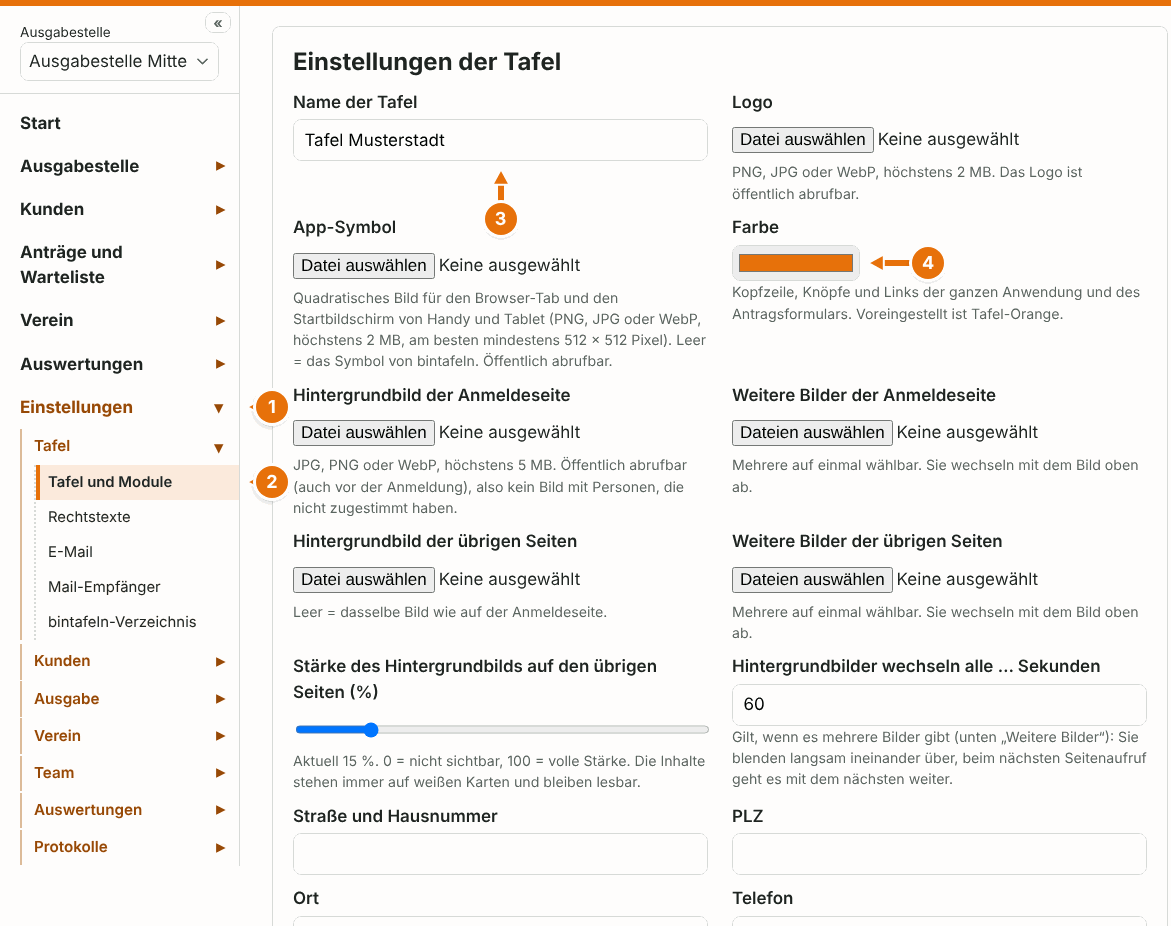 «
Ausgabestelle
Ausgabestelle Mitte
Start
Ausgabestelle
Kunden
Anträge und
Warteliste
Verein
Auswertungen
Einstellungen
1
Tafel
Tafel und Module
2
Rechtstexte
E-Mail
Mail-Empfänger
bintafeln-Verzeichnis
Kunden
Ausgabe
Verein
Team
Auswertungen
Protokolle
Einstellungen der Tafel
Name der Tafel
Tafel Musterstadt
3
Logo
Datei auswählen Keine ausgewählt
PNG, JPG oder WebP, höchstens 2 MB. Das Logo ist
öffentlich abrufbar.
App-Symbol
Datei auswählen Keine ausgewählt
Quadratisches Bild für den Browser-Tab und den
Startbildschirm von Handy und Tablet (PNG, JPG oder WebP,
höchstens 2 MB, am besten mindestens 512 × 512 Pixel). Leer
= das Symbol von bintafeln. Öffentlich abrufbar.
Farbe
4
Kopfzeile, Knöpfe und Links der ganzen Anwendung und des
Antragsformulars. Voreingestellt ist Tafel-Orange.
Hintergrundbild der Anmeldeseite
Datei auswählen Keine ausgewählt
JPG, PNG oder WebP, höchstens 5 MB. Öffentlich abrufbar
(auch vor der Anmeldung), also kein Bild mit Personen, die
nicht zugestimmt haben.
Weitere Bilder der Anmeldeseite
Dateien auswählen Keine ausgewählt
Mehrere auf einmal wählbar. Sie wechseln mit dem Bild oben
ab.
Hintergrundbild der übrigen Seiten
Datei auswählen Keine ausgewählt
Leer = dasselbe Bild wie auf der Anmeldeseite.
Weitere Bilder der übrigen Seiten
Dateien auswählen Keine ausgewählt
Mehrere auf einmal wählbar. Sie wechseln mit dem Bild oben
ab.
Stärke des Hintergrundbilds auf den übrigen
Seiten (%)
Aktuell 15 %. 0 = nicht sichtbar, 100 = volle Stärke. Die Inhalte
stehen immer auf weißen Karten und bleiben lesbar.
Hintergrundbilder wechseln alle … Sekunden
60
Gilt, wenn es mehrere Bilder gibt (unten „Weitere Bilder“): Sie
blenden langsam ineinander über, beim nächsten Seitenaufruf
geht es mit dem nächsten weiter.
Straße und Hausnummer
PLZ
Ort
Telefon